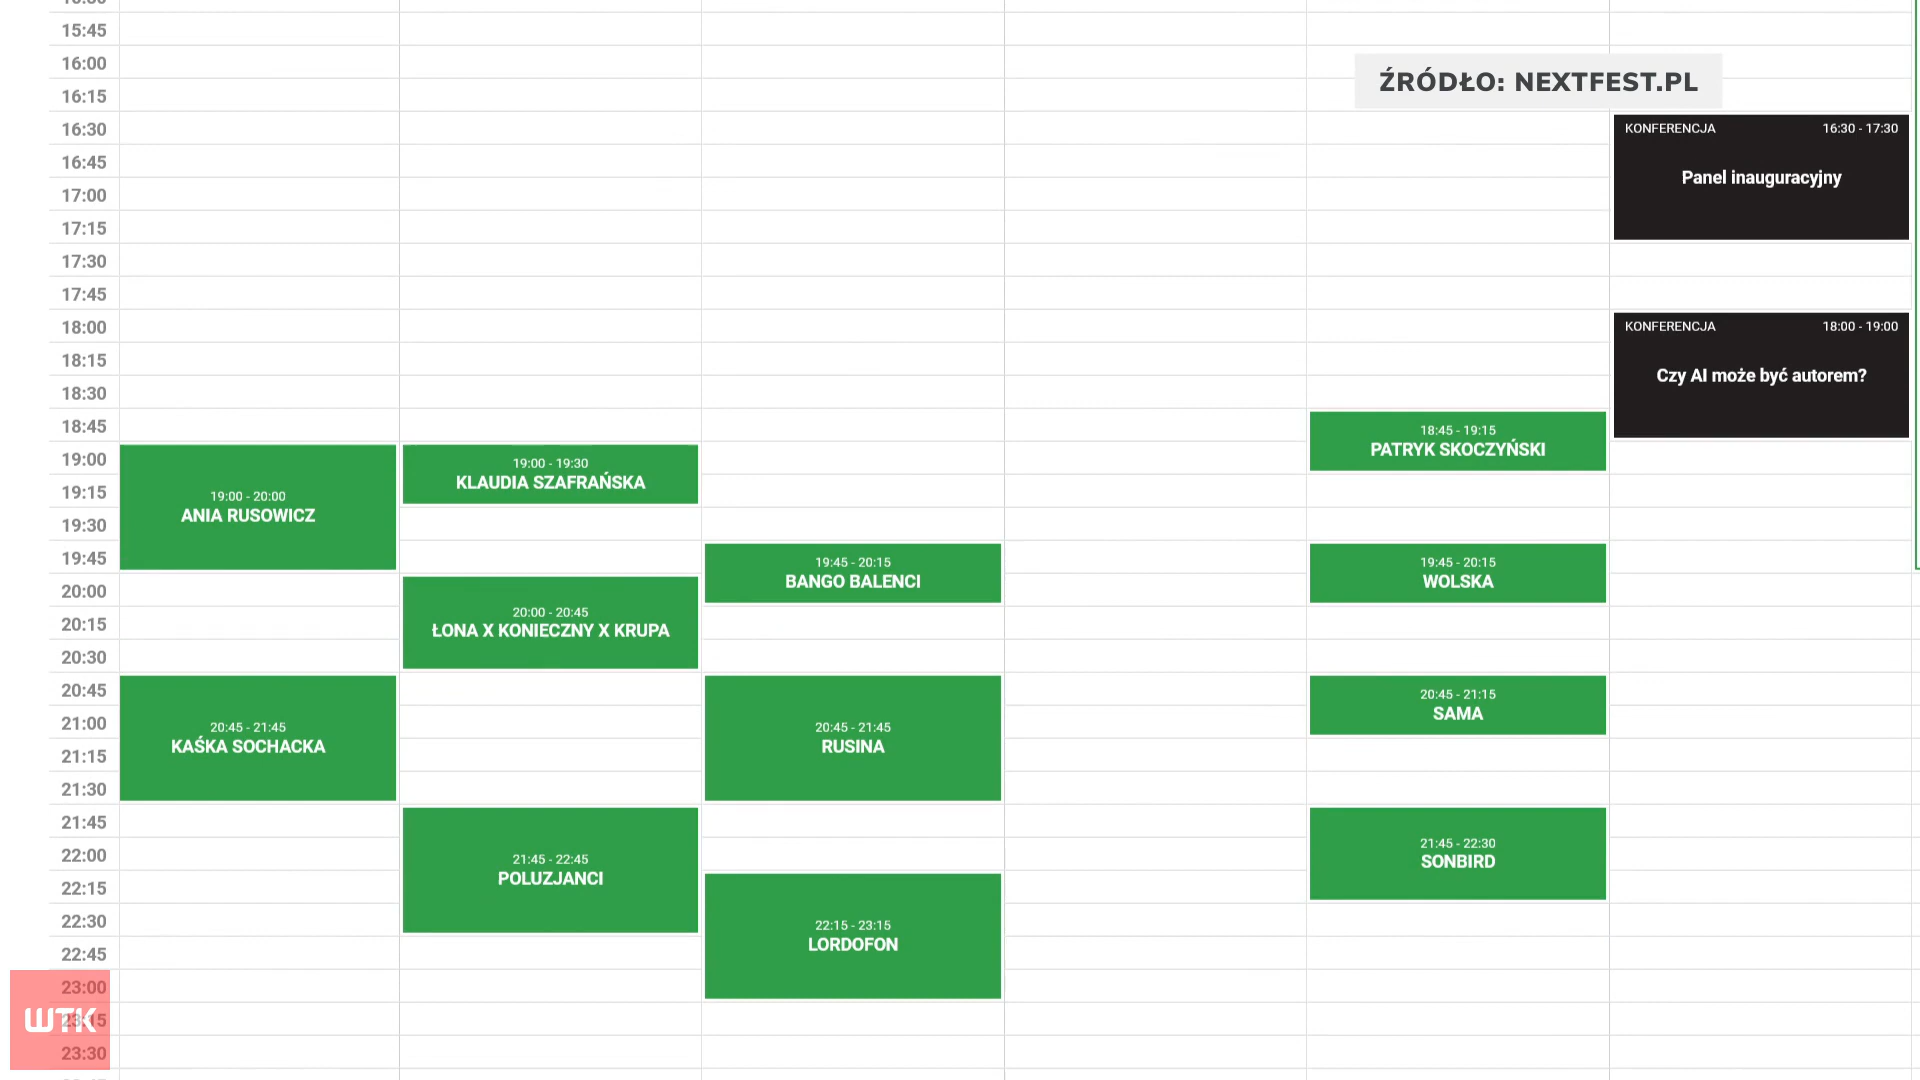 15:45
16:00
16:15
16:30
16:45
17:00
17:15
17:30
17:45
18:00
18:15
18:30
18:45
19:00
19:15
19:30
19:45
20:00
20:15
20:30
20:45
21:00
21:15
21:30
21:45
22:00
22:15
22:30
22:45
23:00
23:15
23:30
WTK
19:00 - 20:00
ANIA RUSOWICZ
20:45 - 21:45
KAŚKA SOCHACKA
19:00 - 19:30
KLAUDIA SZAFRAŃSKA
20:00 - 20:45
ŁONA X KONIECZNY X KRUPA
21:45 - 22:45
POLUZJANCI
19:45 - 20:15
BANGO BALENCI
20:45 - 21:45
RUSINA
22:15 - 23:15
LORDOFON
ŹRÓDŁO: NEXTFEST.PL
18:45 - 19:15
PATRYK SKOCZYŃSKI
19:45 - 20:15
WOLSKA
20:45 - 21:15
SAMA
21:45 - 22:30
SONBIRD
KONFERENCJA 16:30 - 17:30
Panel inauguracyjny
KONFERENCJA 18:00 - 19:00
Czy AI może być autorem?